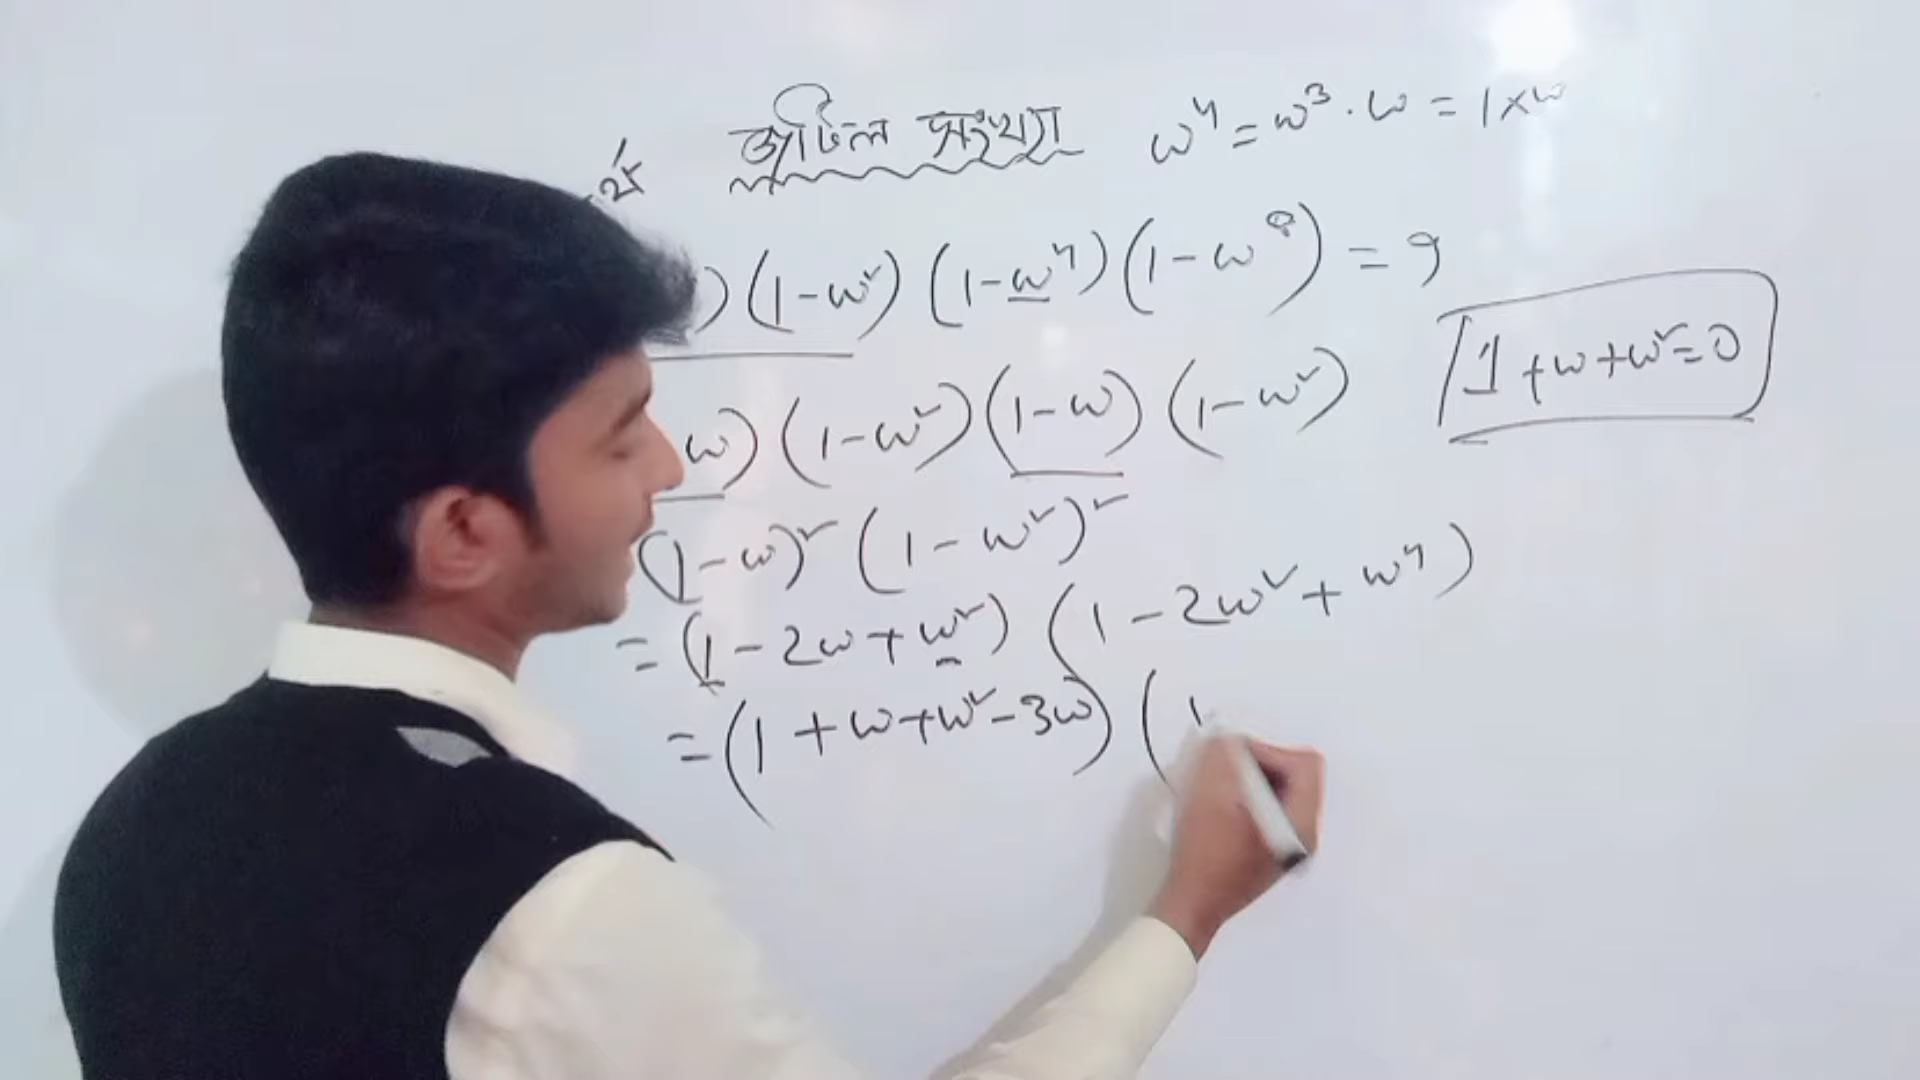 জটিল সংখ্যা ω⁴ = ω³ . ω = 1 × ω
)(1-ω²)(1-ω⁴)(1-ω⁸) = 9
ω)(1-ω²)(1-ω)(1-ω²)
1+ω+ω²=0
(1-ω)²(1-ω²)²
= (1-2ω+ω²)(1-2ω²+ω⁴)
= (1+ω+ω²-3ω)(1